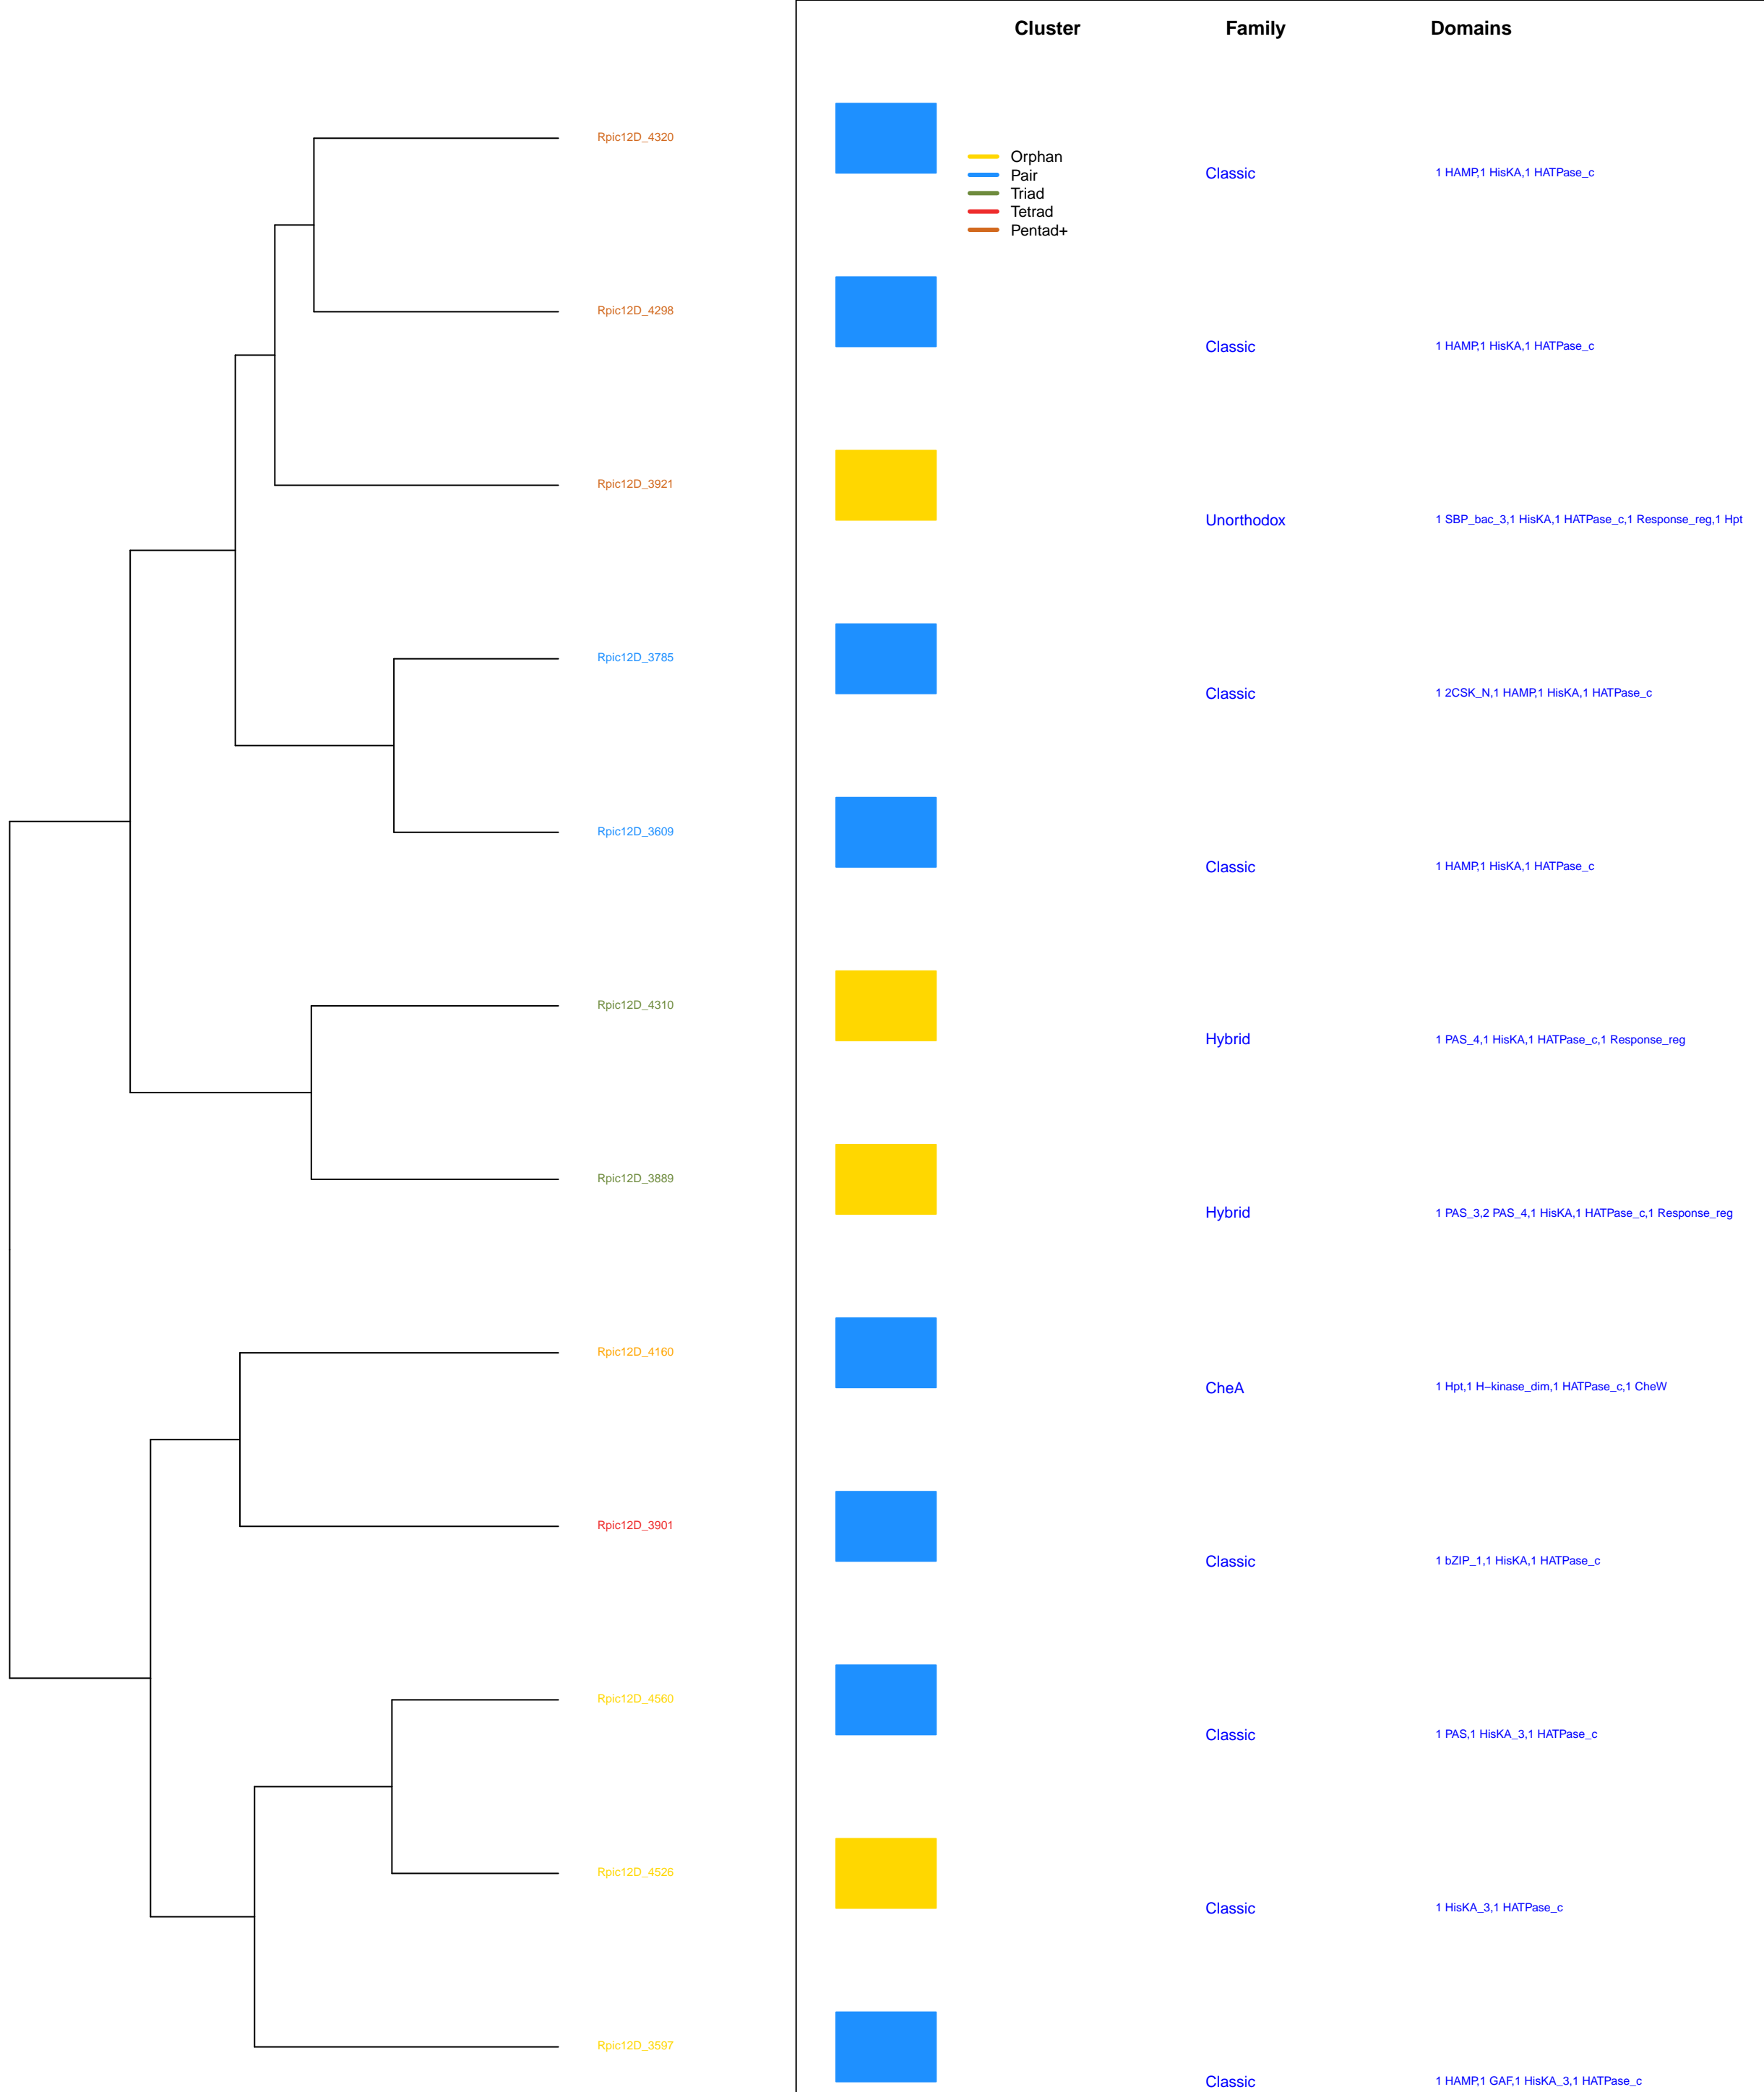 Cluster Family Domains
Rpic12D_4320
Orphan
Pair
Triad
Tetrad
Pentad+
Classic 1 HAMP,1 HisKA,1 HATPase_c
Rpic12D_4298
Classic 1 HAMP,1 HisKA,1 HATPase_c
Rpic12D_3921
Unorthodox 1 SBP_bac_3,1 HisKA,1 HATPase_c,1 Response_reg,1 Hpt
Rpic12D_3785
Classic 1 2CSK_N,1 HAMP,1 HisKA,1 HATPase_c
Rpic12D_3609
Classic 1 HAMP,1 HisKA,1 HATPase_c
Rpic12D_4310
Hybrid 1 PAS_4,1 HisKA,1 HATPase_c,1 Response_reg
Rpic12D_3889
Hybrid 1 PAS_3,2 PAS_4,1 HisKA,1 HATPase_c,1 Response_reg
Rpic12D_4160
CheA 1 Hpt,1 H−kinase_dim,1 HATPase_c,1 CheW
Rpic12D_3901
Classic 1 bZIP_1,1 HisKA,1 HATPase_c
Rpic12D_4560
Classic 1 PAS,1 HisKA_3,1 HATPase_c
Rpic12D_4526
Classic 1 HisKA_3,1 HATPase_c
Rpic12D_3597
Classic 1 HAMP,1 GAF,1 HisKA_3,1 HATPase_c